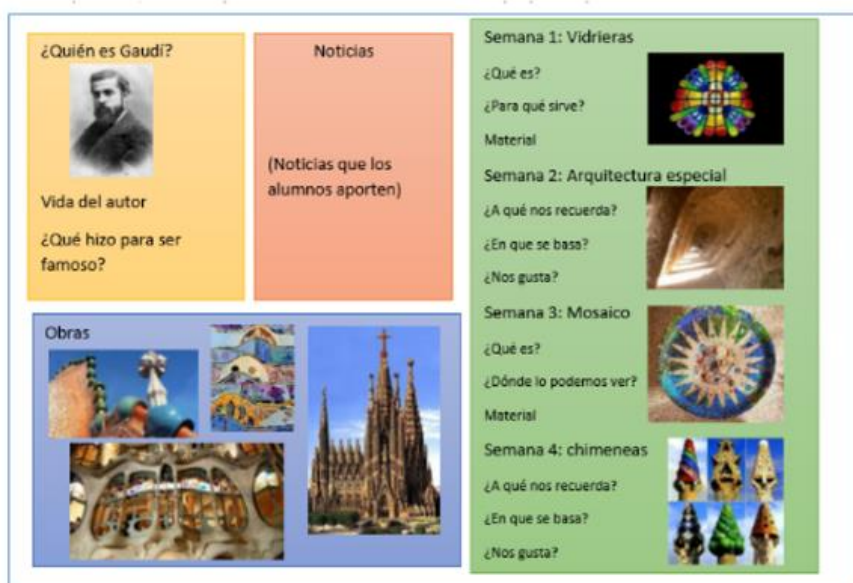 ¿Quién es Gaudí?
Vida del autor
¿Qué hizo para ser
famoso?
Noticias
(Noticias que los
alumnos aporten)
Obras
Semana 1: Vidrieras
¿Qué es?
¿Para qué sirve?
Material
Semana 2: Arquitectura especial
¿A qué nos recuerda?
¿En que se basa?
¿Nos gusta?
Semana 3: Mosaico
¿Qué es?
¿Dónde lo podemos ver?
Material
Semana 4: chimeneas
¿A qué nos recuerda?
¿En que se basa?
¿Nos gusta?